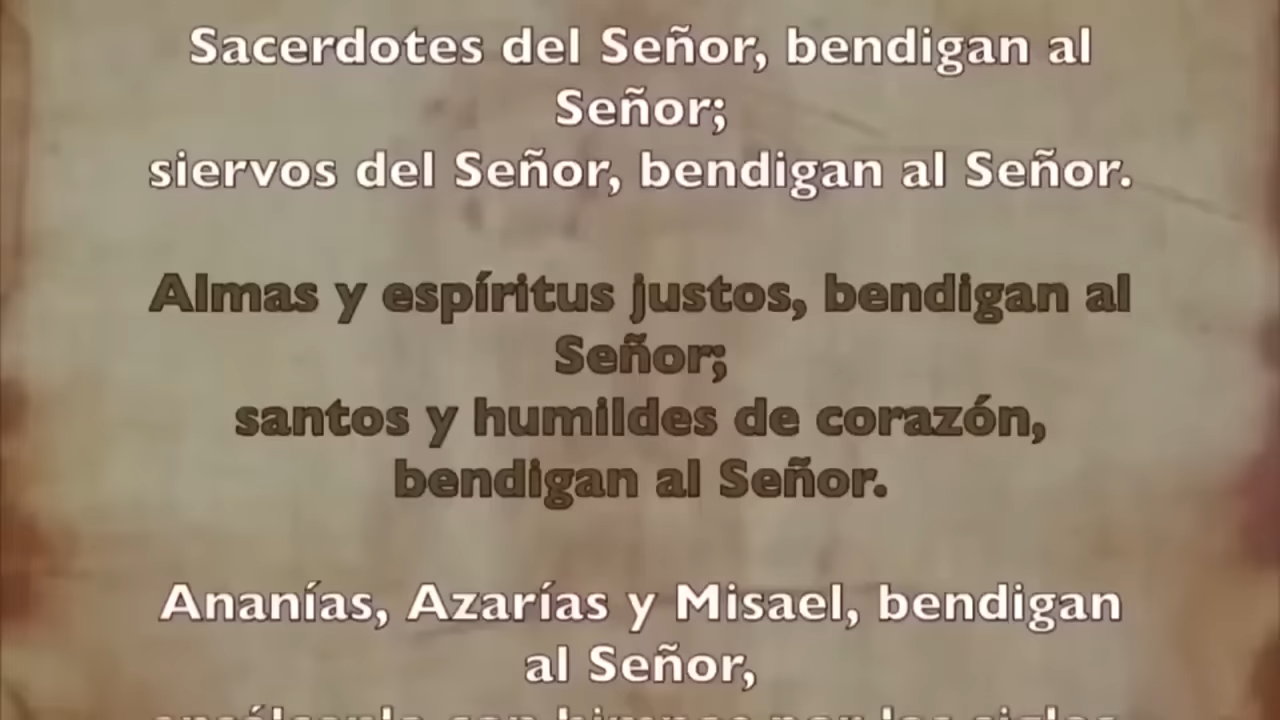 Sacerdotes del Señor, bendigan al
Señor;
siervos del Señor, bendigan al Señor.
Almas y espíritus justos, bendigan al
Señor;
santos y humildes de corazón,
bendigan al Señor.
Ananías, Azarías y Misael, bendigan
al Señor,